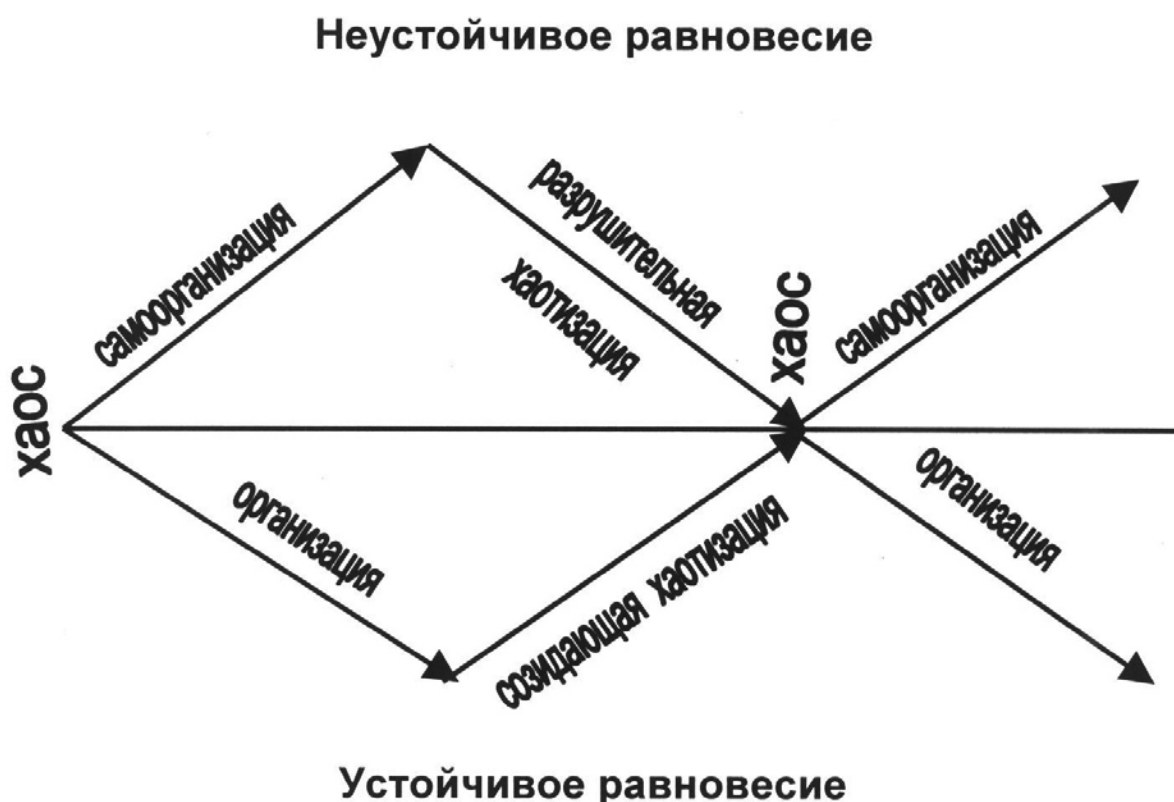 Неустойчивое равновесие
самоорганизация
разрушительная
хаотизация
хаос
самоорганизация
хаос
организация
созидающая хаотизация
организация
Устойчивое равновесие